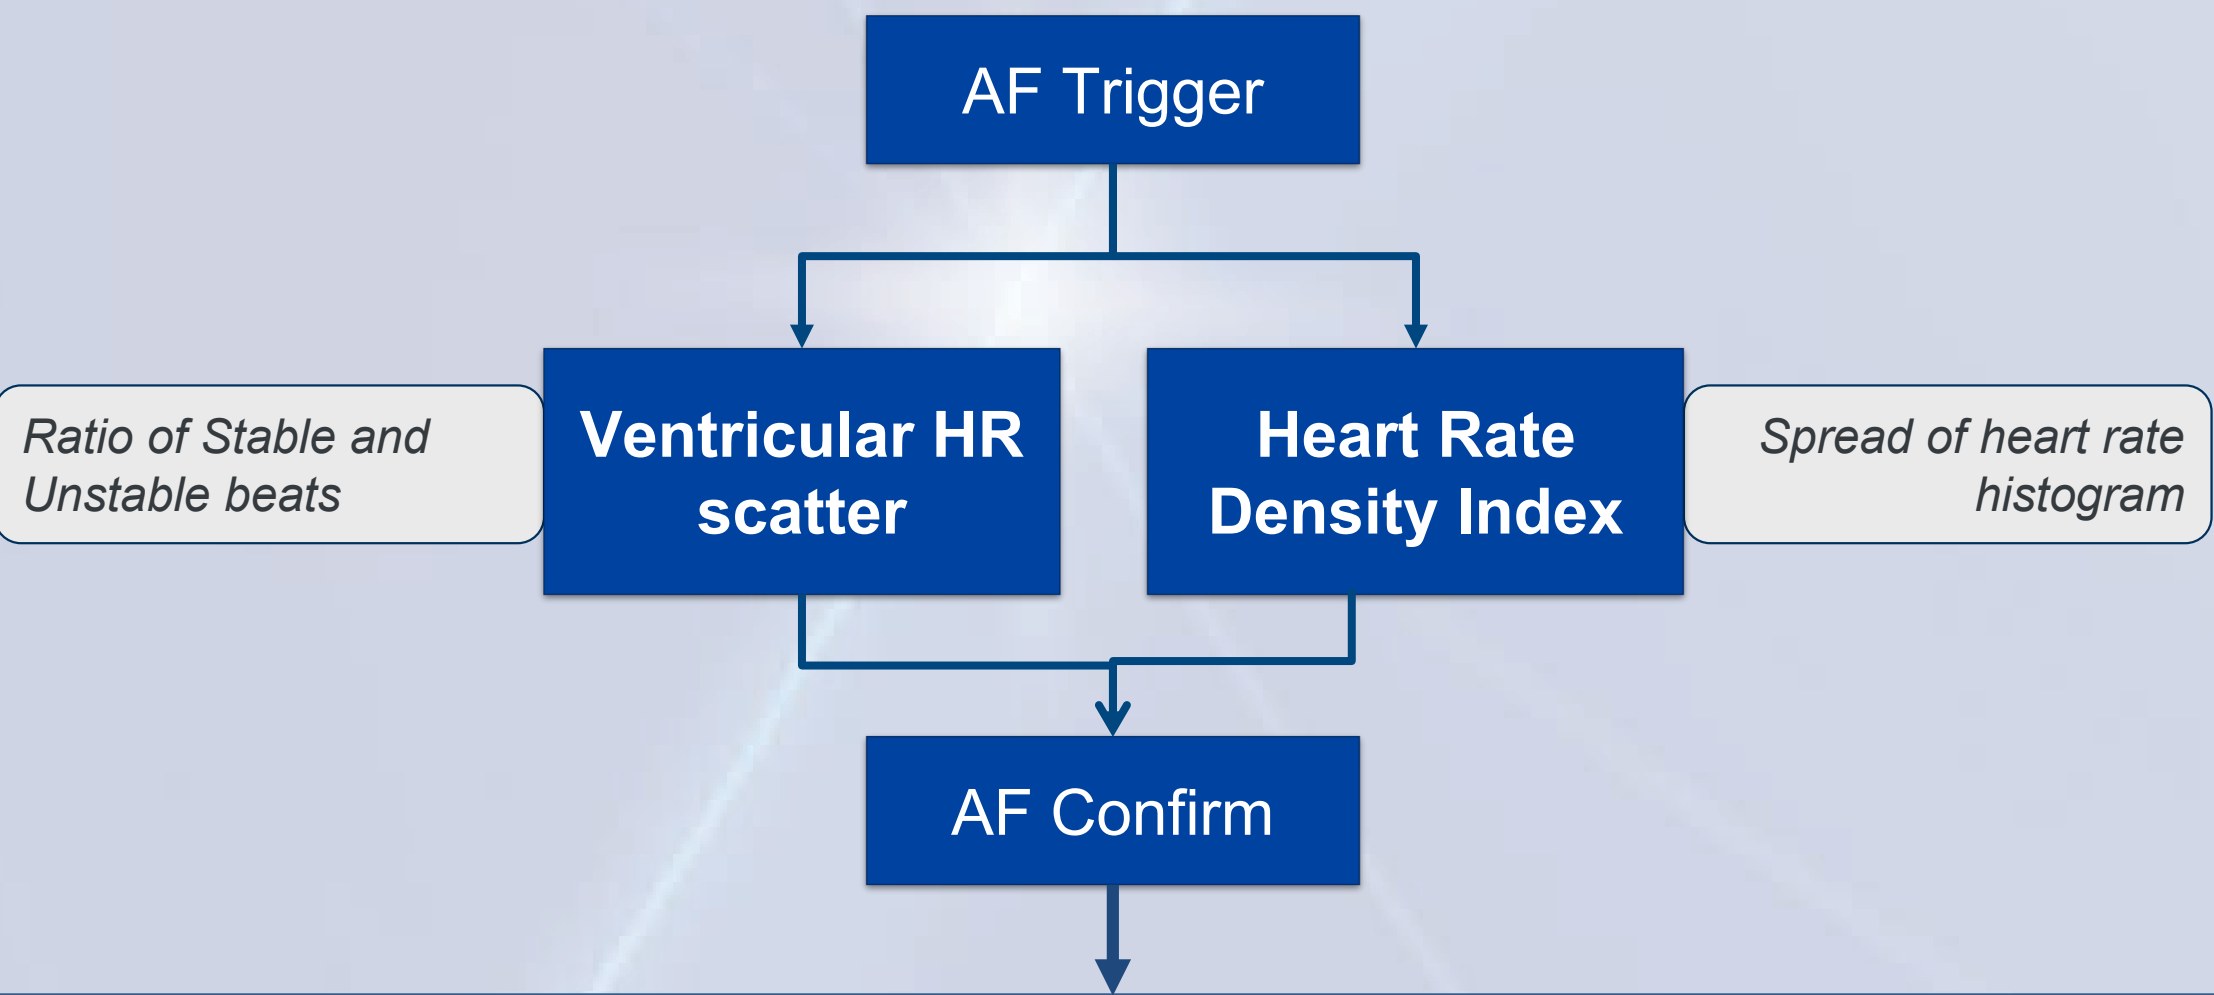 AF Trigger
Ratio of Stable and
Unstable beats
Ventricular HR
scatter
Heart Rate
Density Index
Spread of heart rate
histogram
AF Confirm